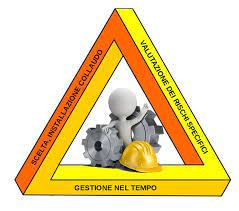 SCELTA, INSTALLAZIONE COLLAUDO
VALUTAZIONE DEI RISCHI SPECIFICI
GESTIONE NEL TEMPO